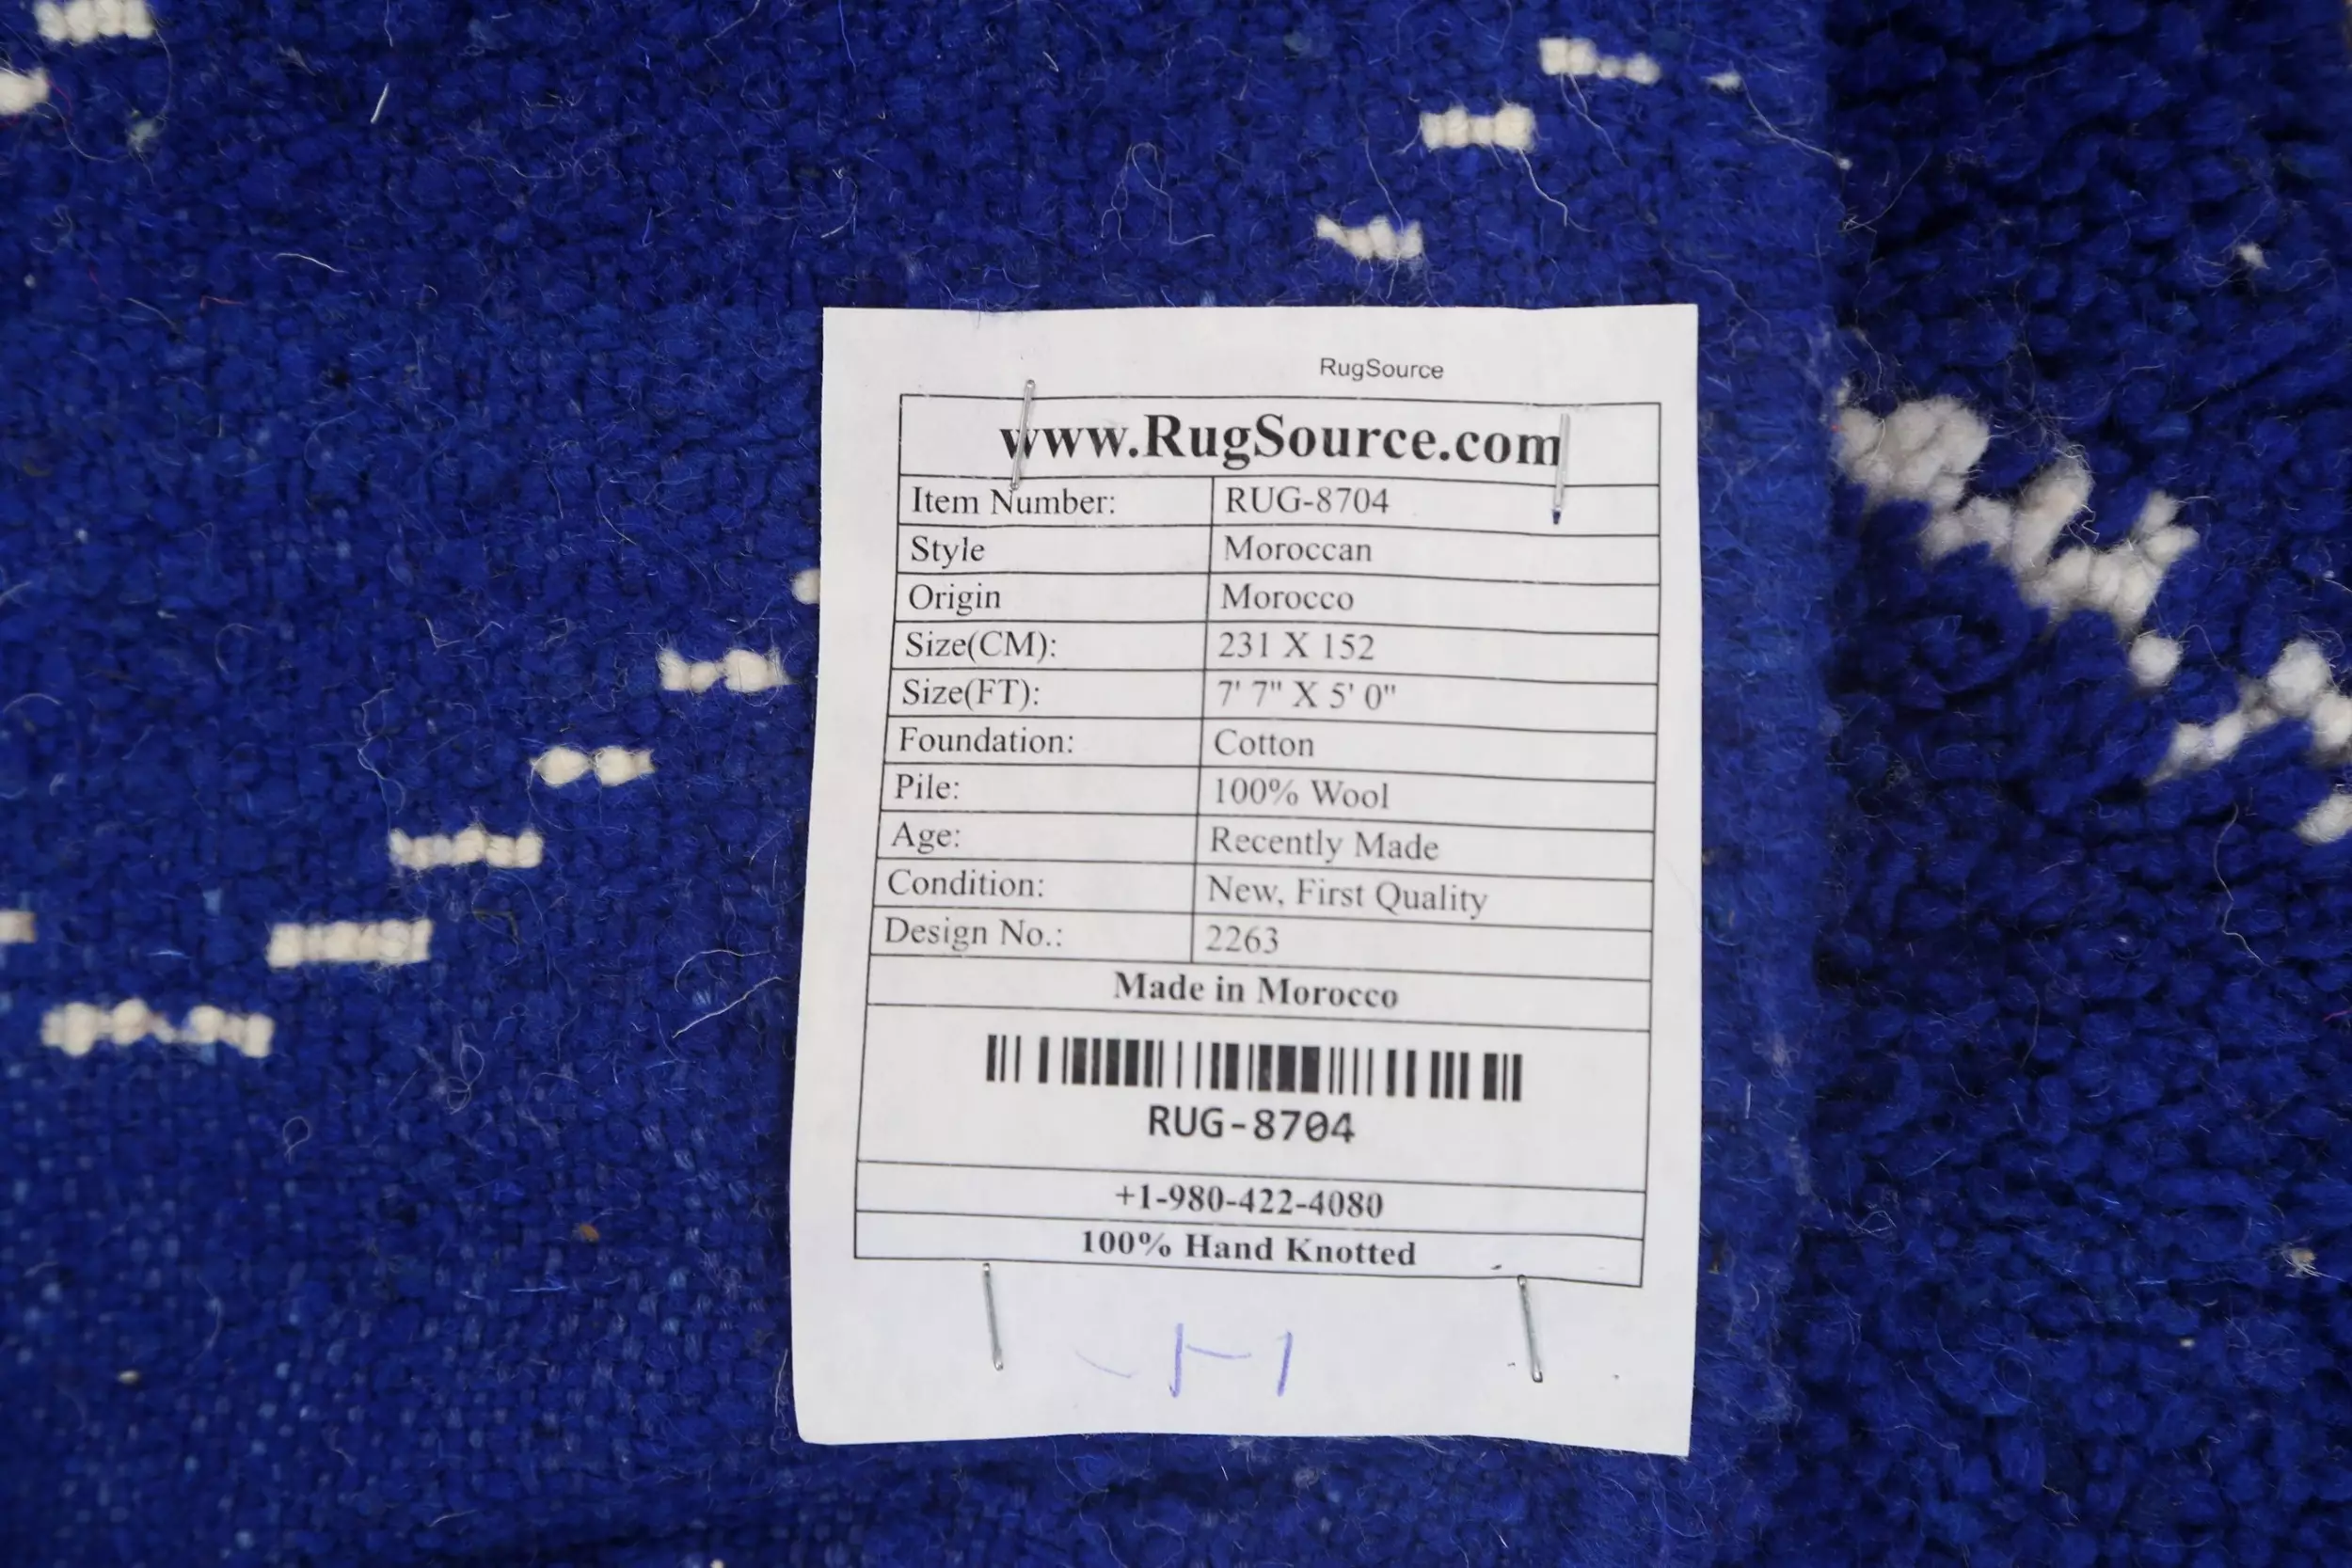 RugSource
www.RugSource.com
Item Number: RUG-8704
Style Moroccan
Origin Morocco
Size(CM): 231 X 152
Size(FT): 7' 7" X 5' 0"
Foundation: Cotton
Pile: 100% Wool
Age: Recently Made
Condition: New, First Quality
Design No.: 2263
Made in Morocco
RUG-8704
+1-980-422-4080
100% Hand Knotted